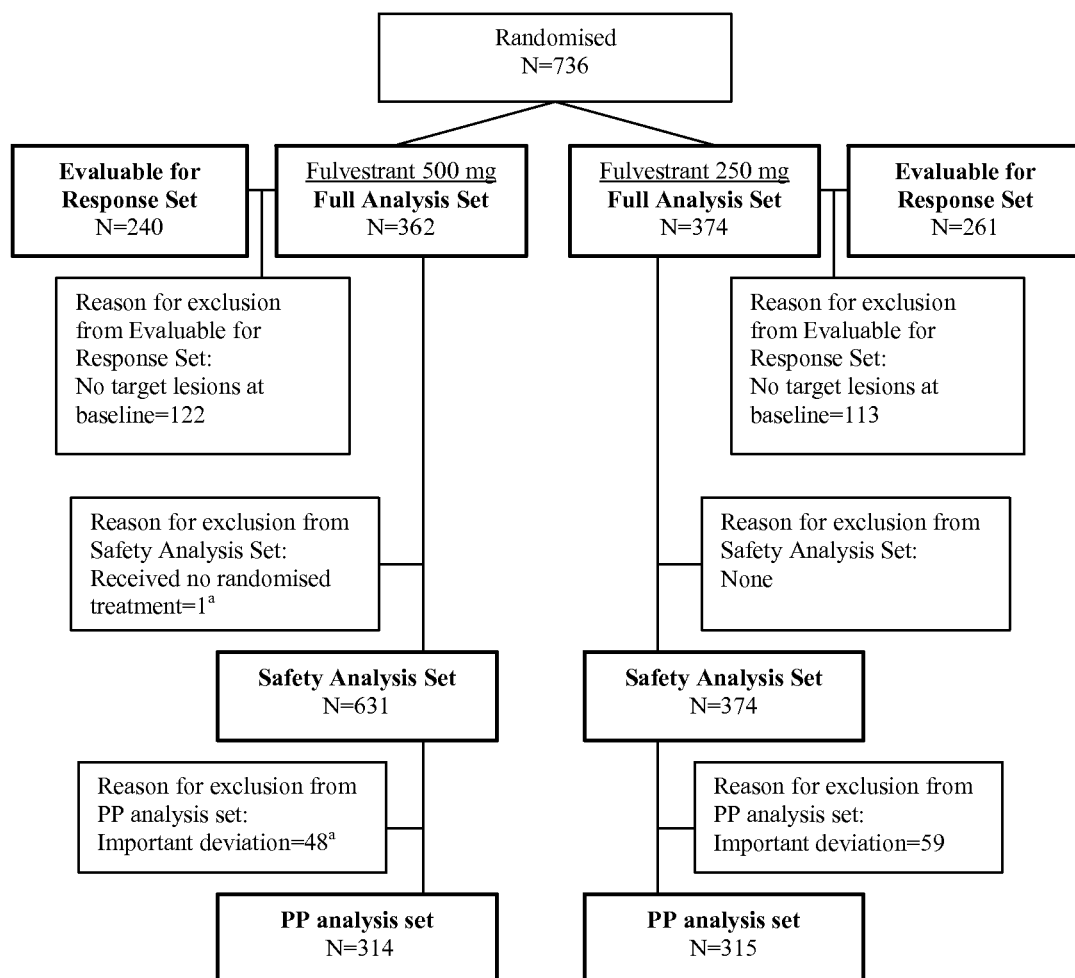 Randomised
N=736
Evaluable for
Response Set
N=240
Fulvestrant 500 mg
Full Analysis Set
N=362
Fulvestrant 250 mg
Full Analysis Set
N=374
Evaluable for
Response Set
N=261
Reason for exclusion
from Evaluable for
Response Set:
No target lesions at
baseline=122
Reason for exclusion
from Evaluable for
Response Set:
No target lesions at
baseline=113
Reason for exclusion from
Safety Analysis Set:
Received no randomised
treatment=1ᵃ
Reason for exclusion from
Safety Analysis Set:
None
Safety Analysis Set
N=631
Safety Analysis Set
N=374
Reason for exclusion from
PP analysis set:
Important deviation=48ᵃ
Reason for exclusion from
PP analysis set:
Important deviation=59
PP analysis set
N=314
PP analysis set
N=315